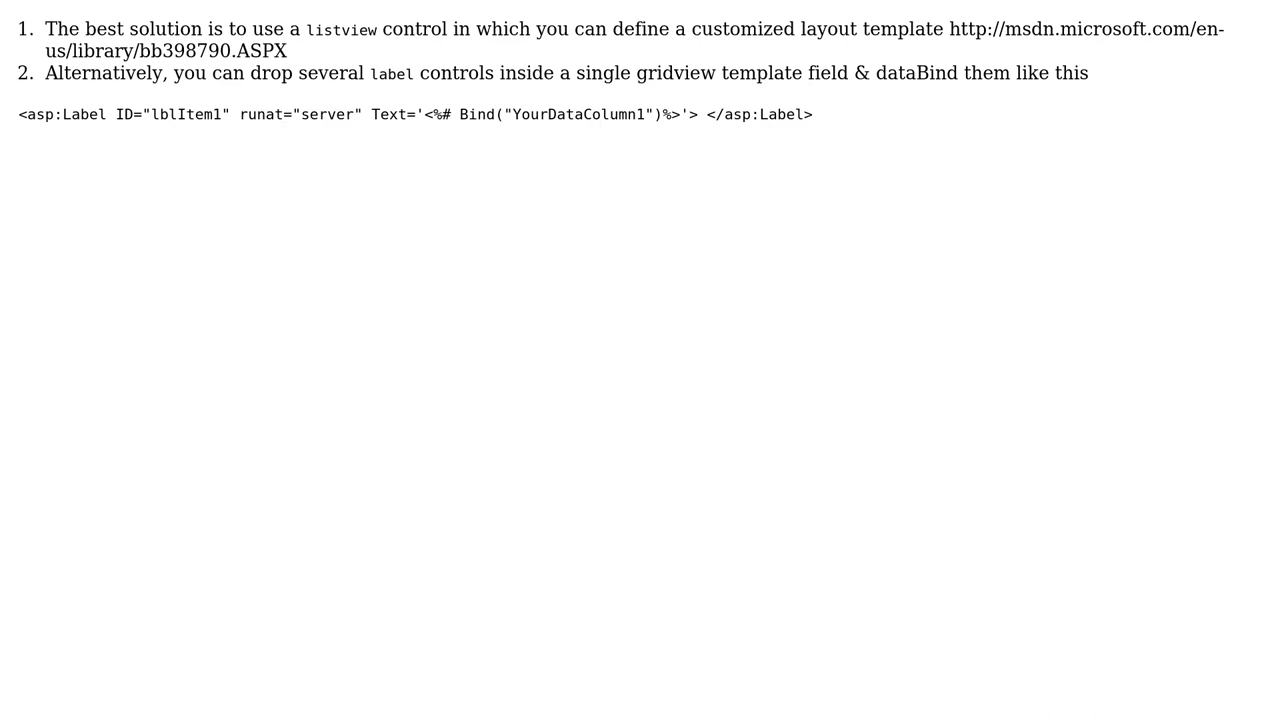 1. The best solution is to use a listview control in which you can define a customized layout template http://msdn.microsoft.com/en-
us/library/bb398790.ASPX
2. Alternatively, you can drop several label controls inside a single gridview template field & dataBind them like this
<asp:Label ID="lblItem1" runat="server" Text='<%# Bind("YourDataColumn1")%>'> </asp:Label>